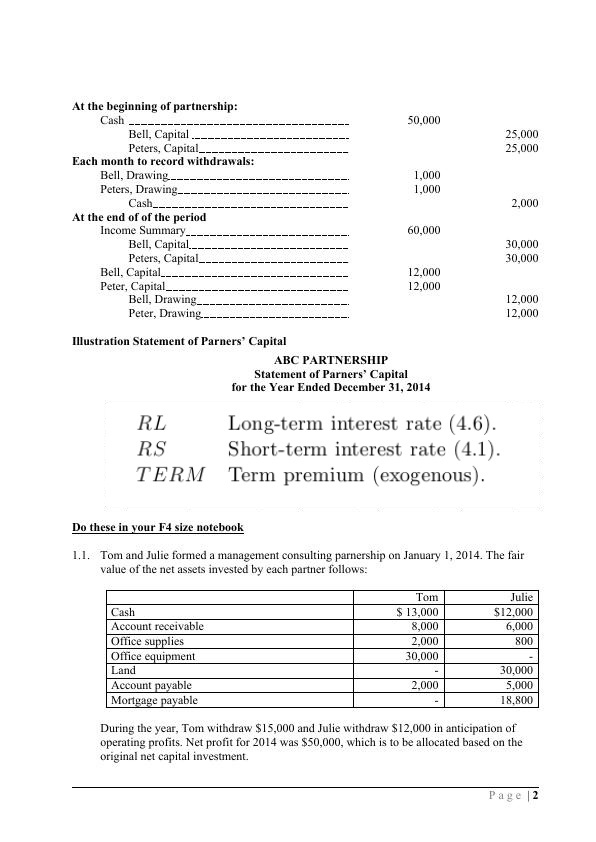 At the beginning of partnership:
Cash 50,000
Bell, Capital 25,000
Peters, Capital 25,000
Each month to record withdrawals:
Bell, Drawing 1,000
Peters, Drawing 1,000
Cash 2,000
At the end of of the period
Income Summary 60,000
Bell, Capital 30,000
Peters, Capital 30,000
Bell, Capital 12,000
Peter, Capital 12,000
Bell, Drawing 12,000
Peter, Drawing 12,000
Illustration Statement of Parners’ Capital
ABC PARTNERSHIP
Statement of Parners’ Capital
for the Year Ended December 31, 2014
RL Long-term interest rate (4.6).
RS Short-term interest rate (4.1).
TERM Term premium (exogenous).
Do these in your F4 size notebook
1.1. Tom and Julie formed a management consulting parnership on January 1, 2014. The fair
value of the net assets invested by each partner follows:
Tom Julie
Cash $ 13,000 $12,000
Account receivable 8,000 6,000
Office supplies 2,000 800
Office equipment 30,000 -
Land - 30,000
Account payable 2,000 5,000
Mortgage payable - 18,800
During the year, Tom withdraw $15,000 and Julie withdraw $12,000 in anticipation of
operating profits. Net profit for 2014 was $50,000, which is to be allocated based on the
original net capital investment.
Page | 2